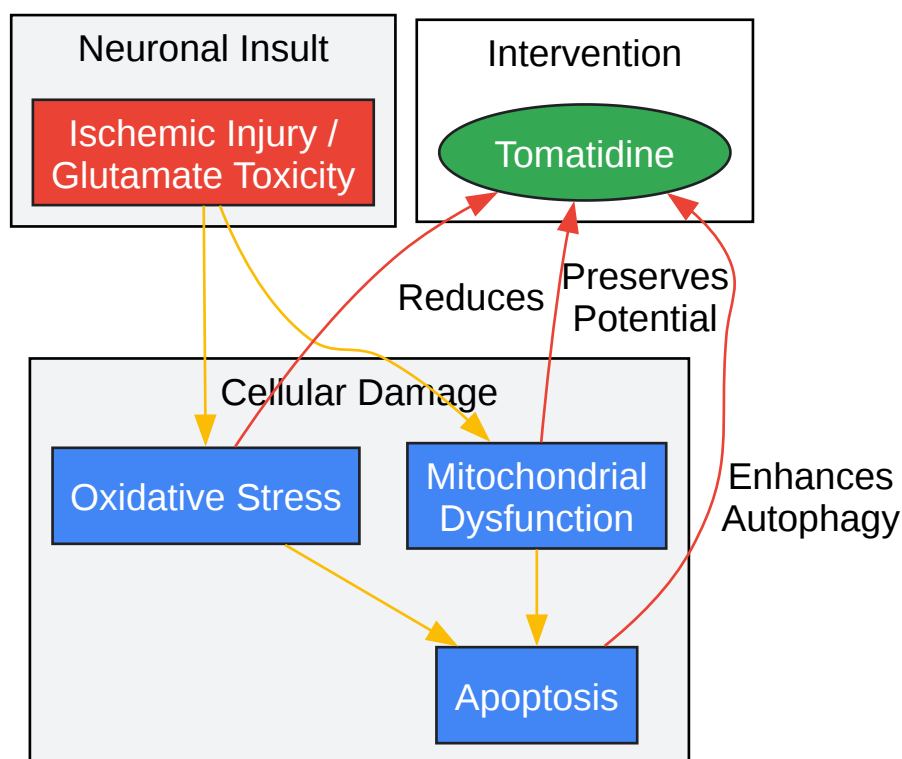 Neuronal Insult
Ischemic Injury /
Glutamate Toxicity
Intervention
Tomatidine
Reduces
Preserves
Potential
Cellular Damage
Oxidative Stress
Mitochondrial
Dysfunction
Enhances
Autophagy
Apoptosis